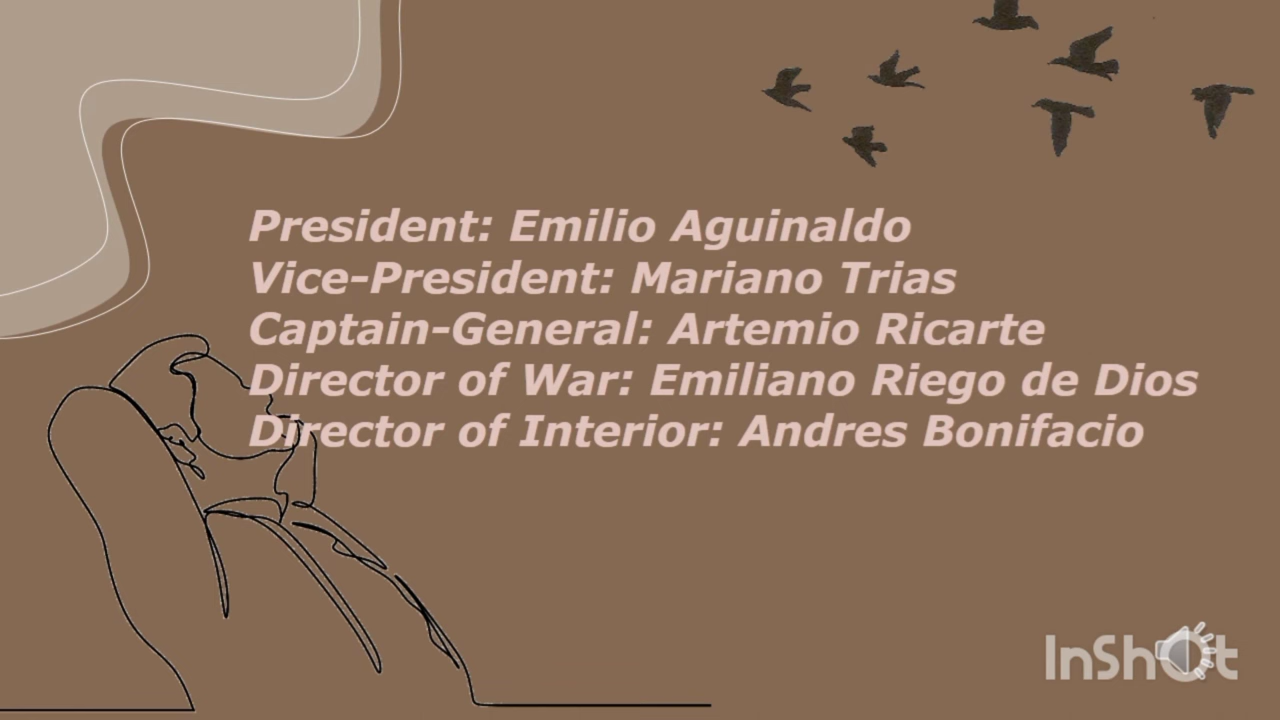 President: Emilio Aguinaldo
Vice-President: Mariano Trias
Captain-General: Artemio Ricarte
Director of War: Emiliano Riego de Dios
Director of Interior: Andres Bonifacio
InShOt